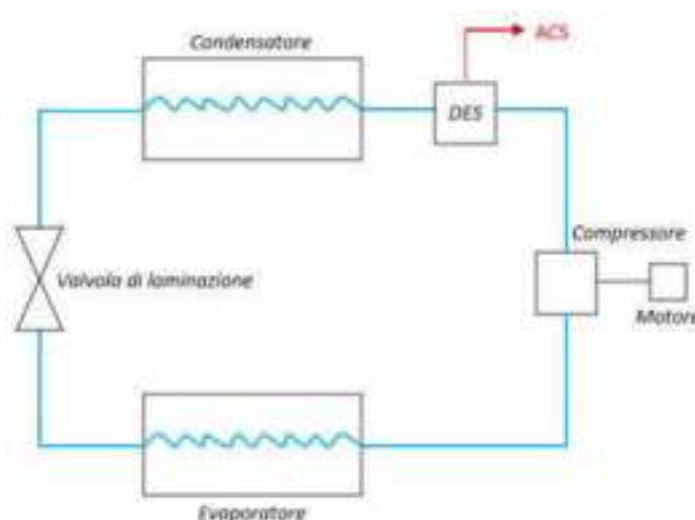 Condensatore
ACS
DES
Compressore
Valvola di laminazione
Motore
Evaporatore